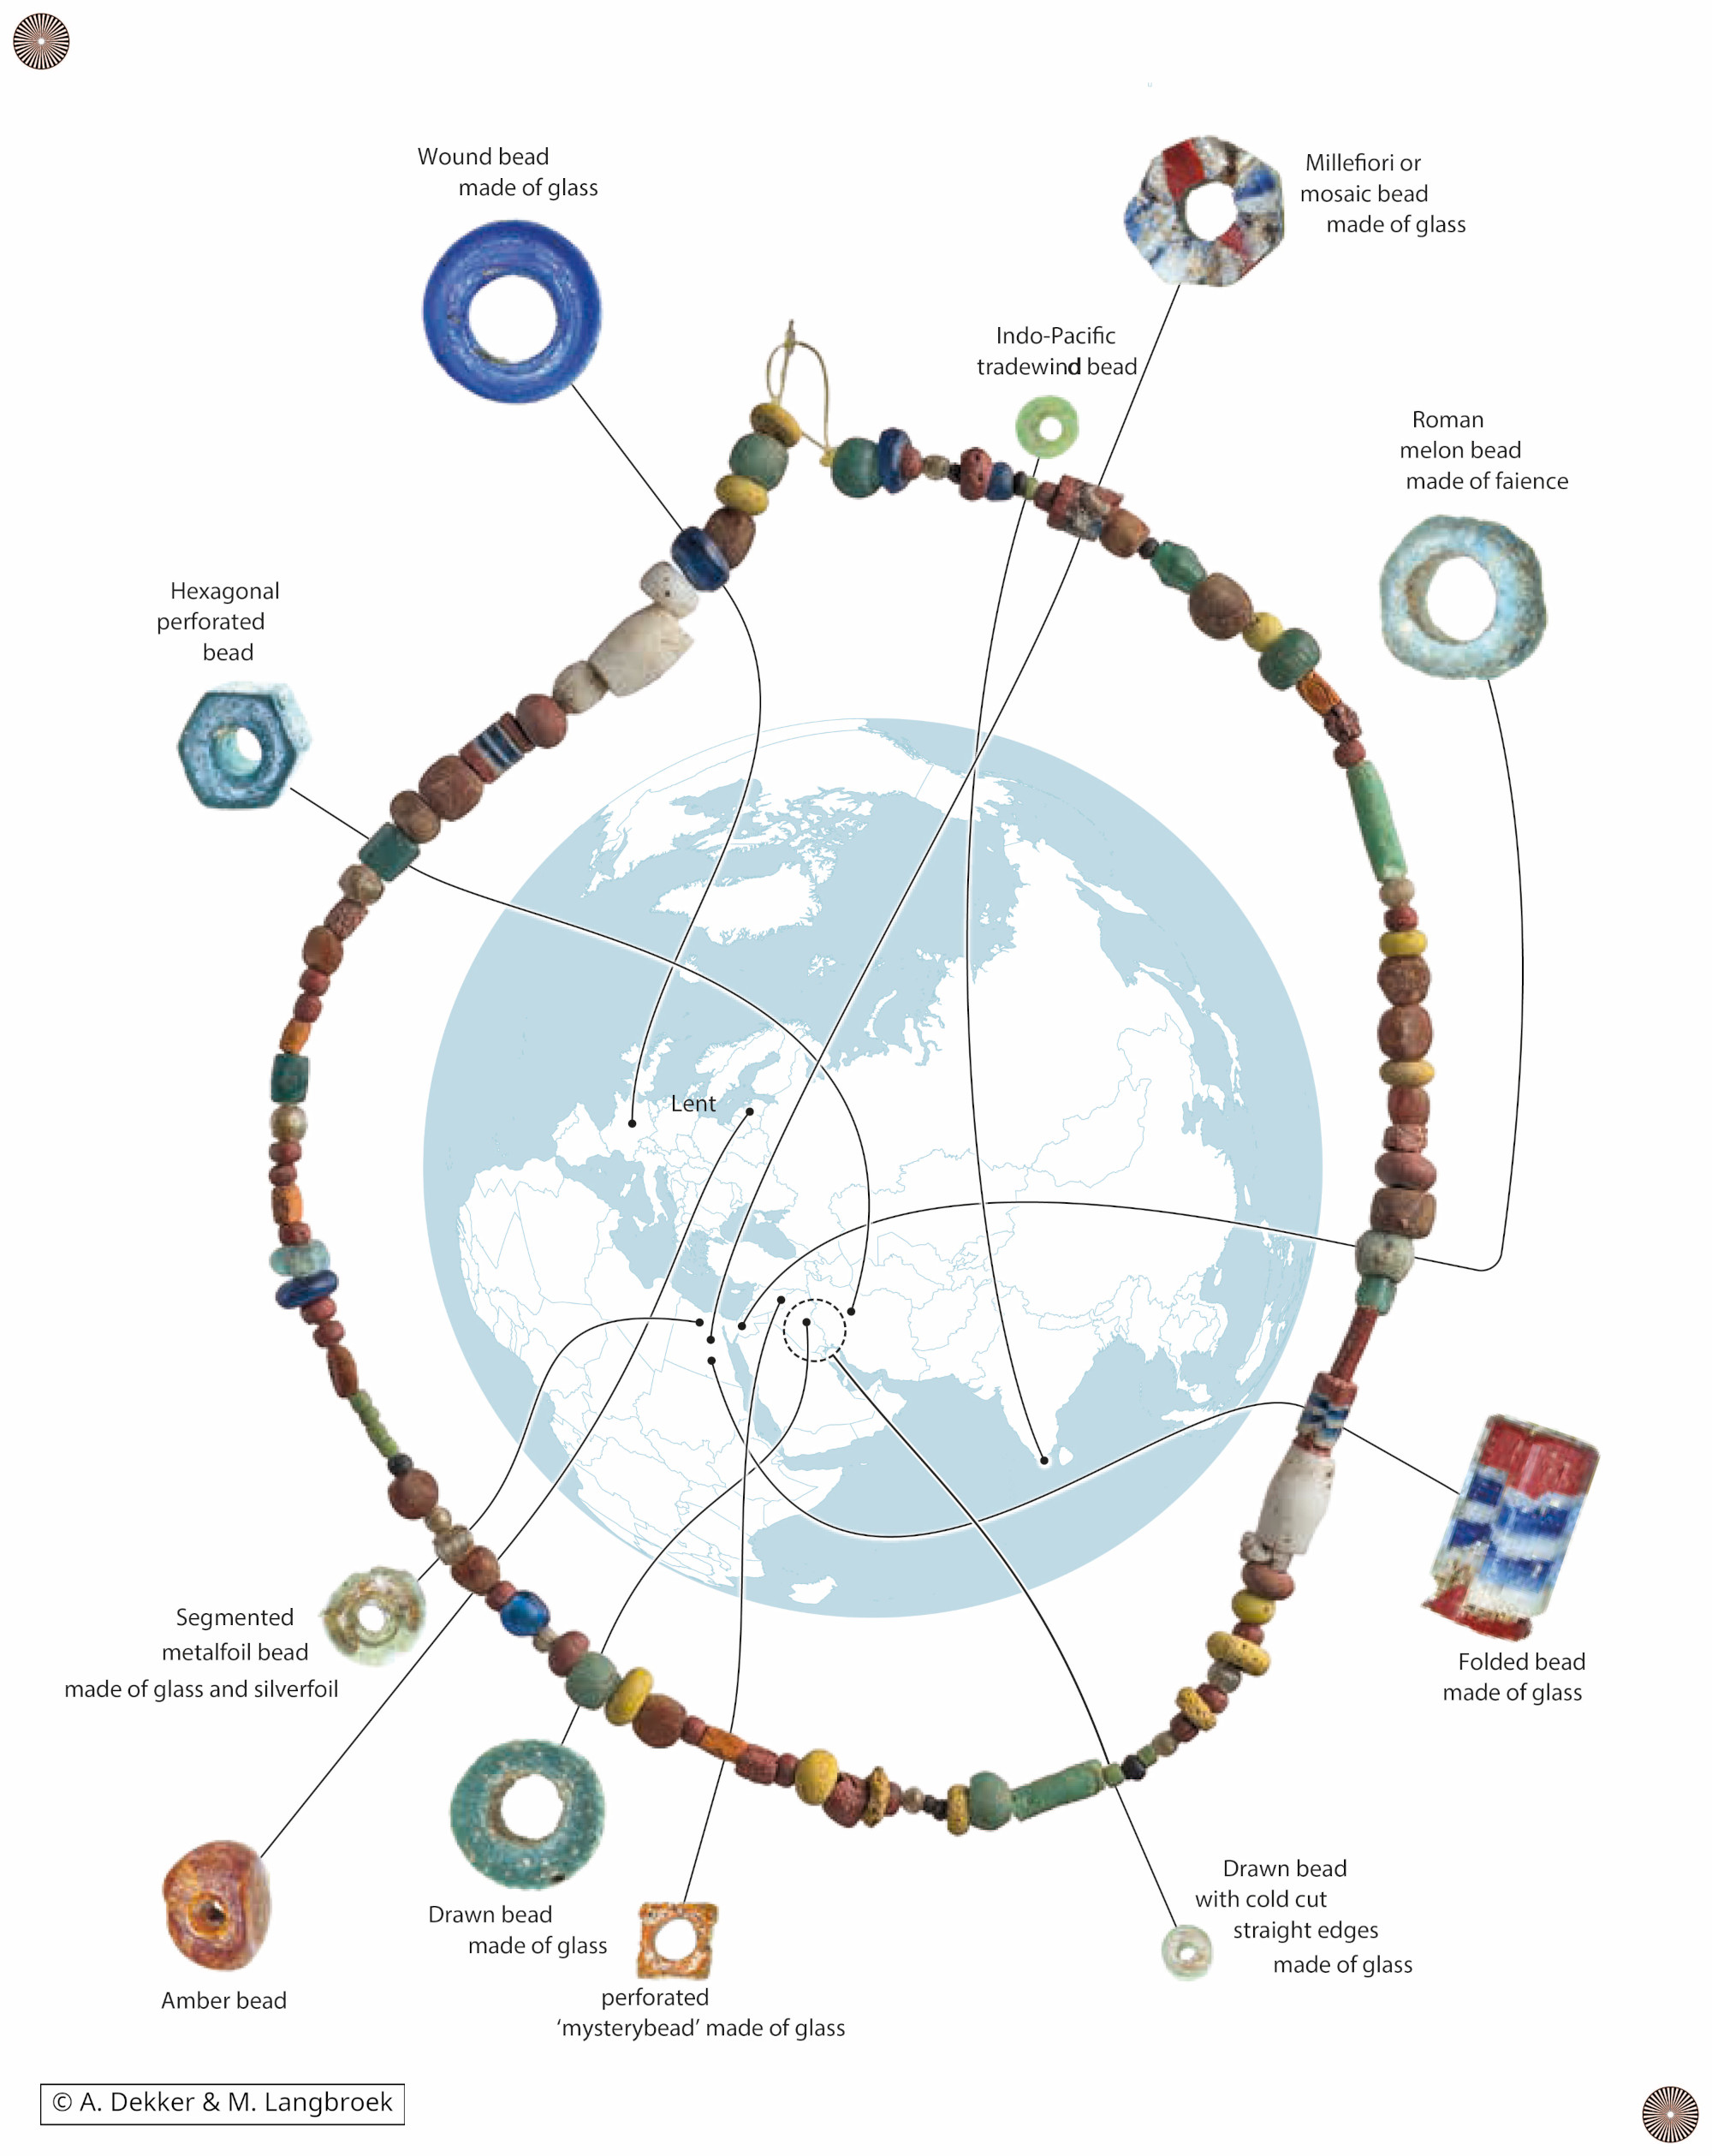 Wound bead
made of glass
Millefiori or
mosaic bead
made of glass
Indo-Pacific
tradewind bead
Roman
melon bead
made of faience
Hexagonal
perforated
bead
Lent
Segmented
metalfoil bead
made of glass and silverfoil
Folded bead
made of glass
Amber bead
Drawn bead
made of glass
perforated
‘mysterybead’ made of glass
Drawn bead
with cold cut
straight edges
made of glass
© A. Dekker & M. Langbroek